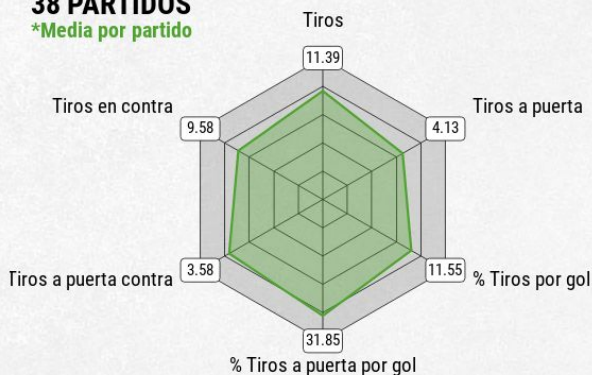 38 PARTIDOS
*Media por partido
Tiros
11.39
Tiros en contra
9.58
Tiros a puerta
4.13
Tiros a puerta contra
3.58
11.55
% Tiros por gol
31.85
% Tiros a puerta por gol